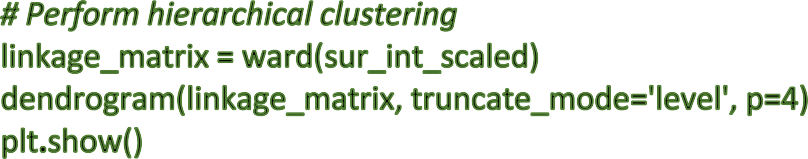 # Perform hierarchical clustering
linkage_matrix = ward(sur_int_scaled)
dendrogram(linkage_matrix, truncate_mode='level', p=4)
plt.show()